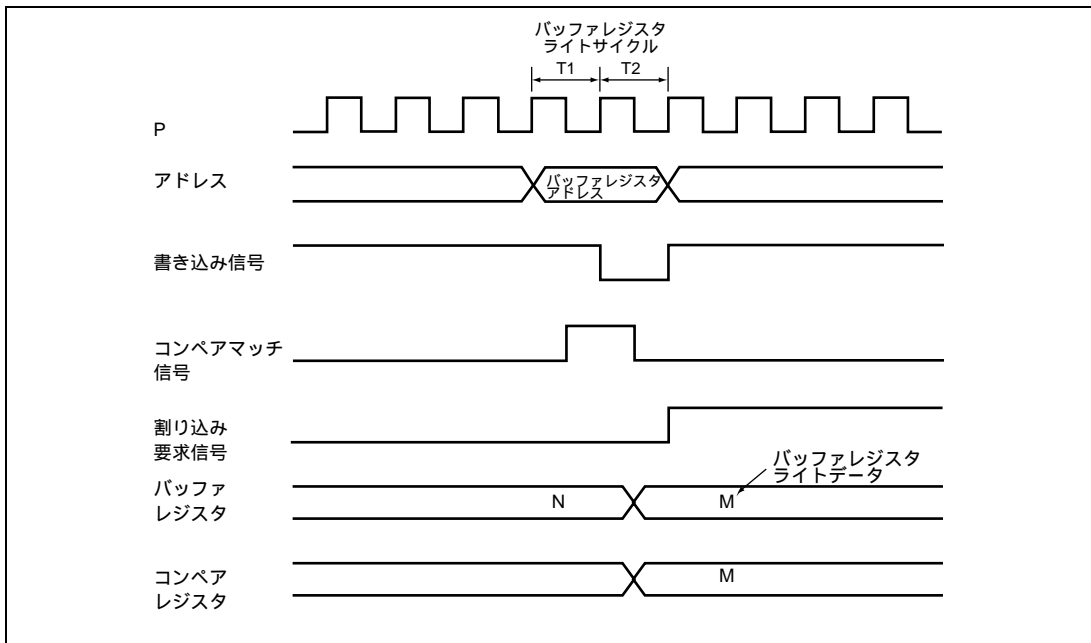 バッファレジスタ
ライトサイクル
T1 T2
P
アドレス
バッファレジスタ
アドレス
書き込み信号
コンペアマッチ
信号
割り込み
要求信号
バッファレジスタ
ライトデータ
バッファ
レジスタ
N M
コンペア
レジスタ
M